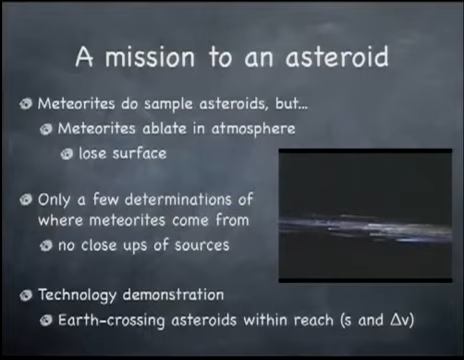 A mission to an asteroid
Meteorites do sample asteroids, but...
Meteorites ablate in atmosphere
lose surface
Only a few determinations of
where meteorites come from
no close ups of sources
Technology demonstration
Earth-crossing asteroids within reach (s and Δv)